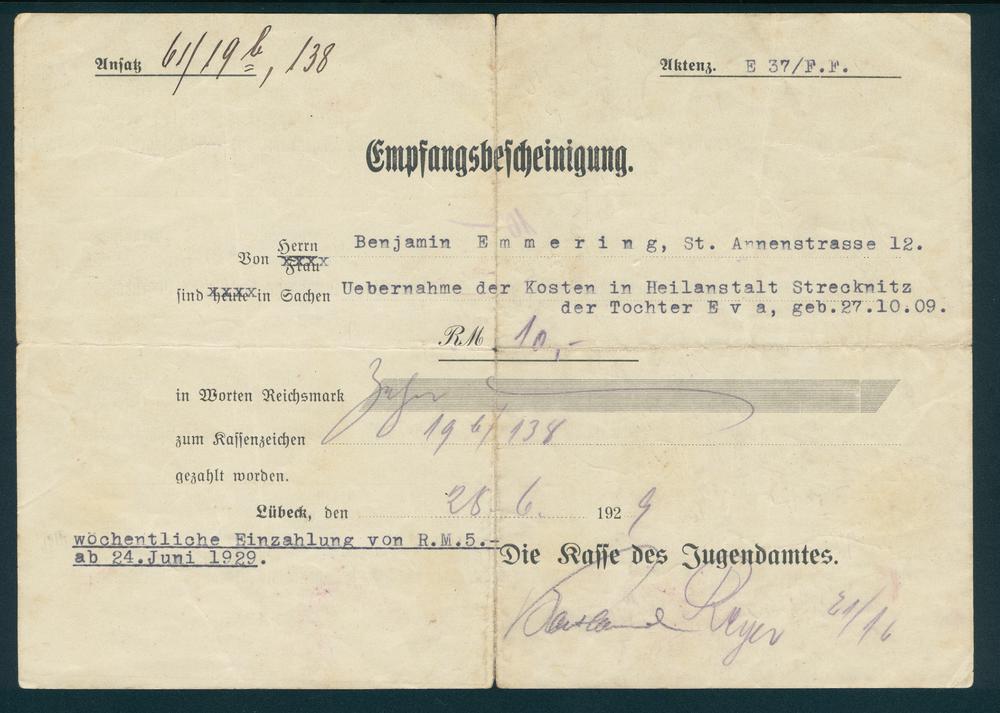 Ansatz 61/19 b, 138
Aktenz. E 37/F.F.
Empfangsbescheinigung.
Von Herrn Benjamin Emmering, St. Annenstrasse 12.
Frau
sind heute in Sachen Uebernahme der Kosten in Heilanstalt Strecknitz
der Tochter Eva, geb.27.10.09.
RM 10,-
in Worten Reichsmark Zehn
zum Kassenzeichen 19 b/138
gezahlt worden.
Lübeck, den 28. 6. 1929
wöchentliche Einzahlung von R.M.5.-
ab 24.Juni 1929.
Die Kasse des Jugendamtes.